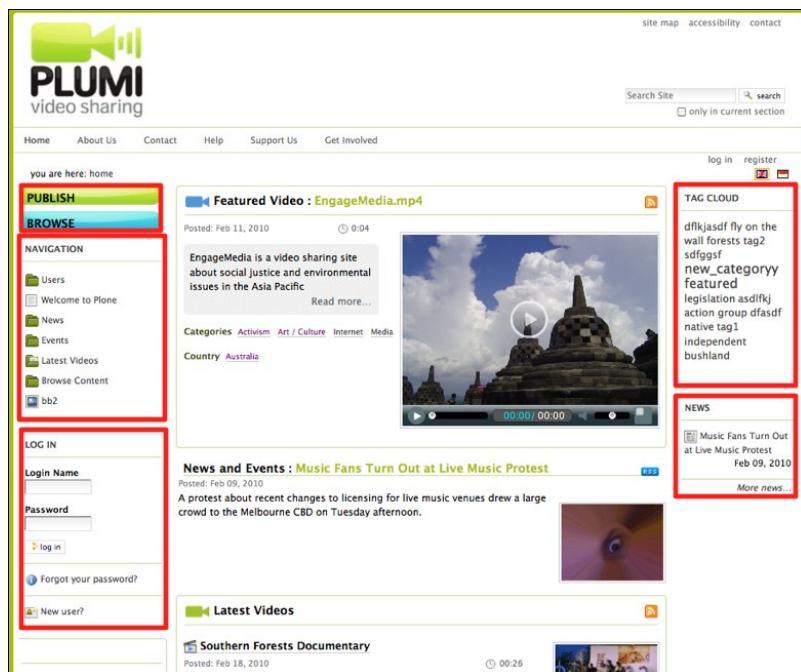 site map accessibility contact
PLUMI
video sharing
Search Site search
only in current section
Home About Us Contact Help Support Us Get Involved
log in register
you are here: home
PUBLISH
BROWSE
NAVIGATION
Users
Welcome to Plone
News
Events
Latest Videos
Browse Content
bb2
LOG IN
Login Name
Password
log in
Forgot your password?
New user?
Featured Video : EngageMedia.mp4
Posted: Feb 11, 2010 0:04
EngageMedia is a video sharing site
about social justice and environmental
issues in the Asia Pacific
Read more...
Categories Activism Art / Culture Internet Media
Country Australia
00:00/ 00:00
News and Events : Music Fans Turn Out at Live Music Protest
RSS
Posted: Feb 09, 2010
A protest about recent changes to licensing for live music venues drew a large
crowd to the Melbourne CBD on Tuesday afternoon.
Latest Videos
Southern Forests Documentary
Posted: Feb 18, 2010 00:26
TAG CLOUD
dflkjasdf fly on the
wall forests tag2
sdfggsf
new_categoryy
featured
legislation asdlfkj
action group dfasdf
native tag1
independent
bushland
NEWS
Music Fans Turn Out
at Live Music Protest
Feb 09, 2010
More news...